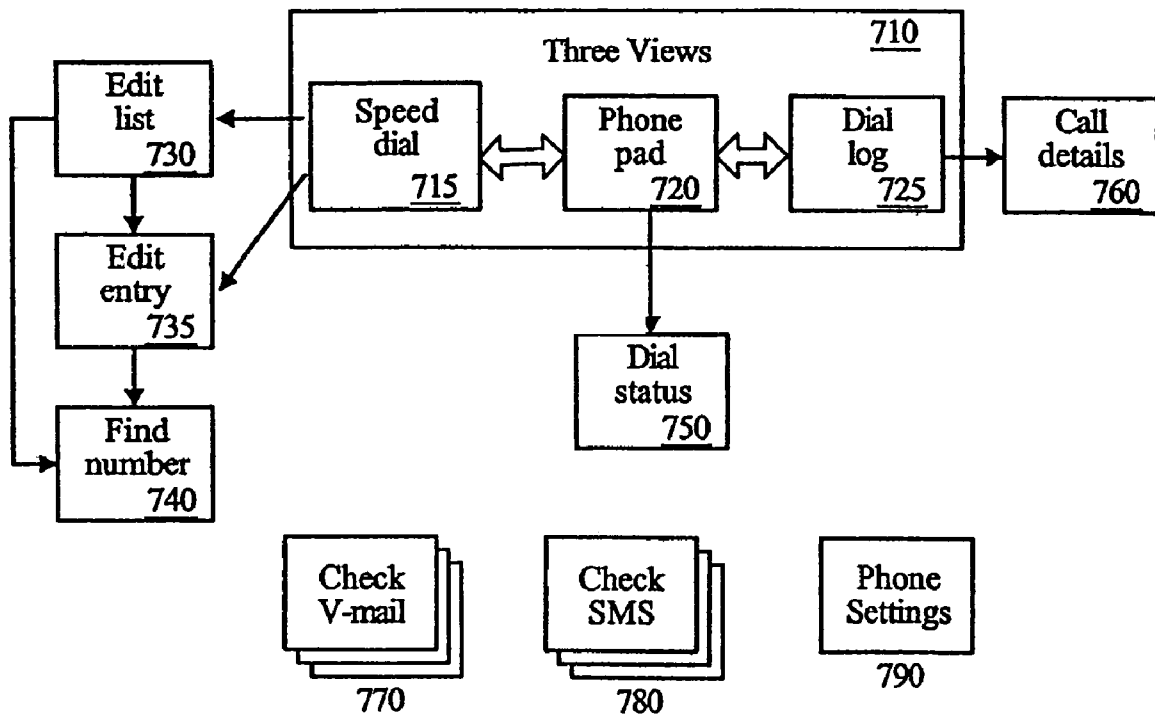 710
Three Views
Edit
list
730
Speed
dial
715
Phone
pad
720
Dial
log
725
Call
details
760
Edit
entry
735
Dial
status
750
Find
number
740
Check
V-mail
770
Check
SMS
780
Phone
Settings
790